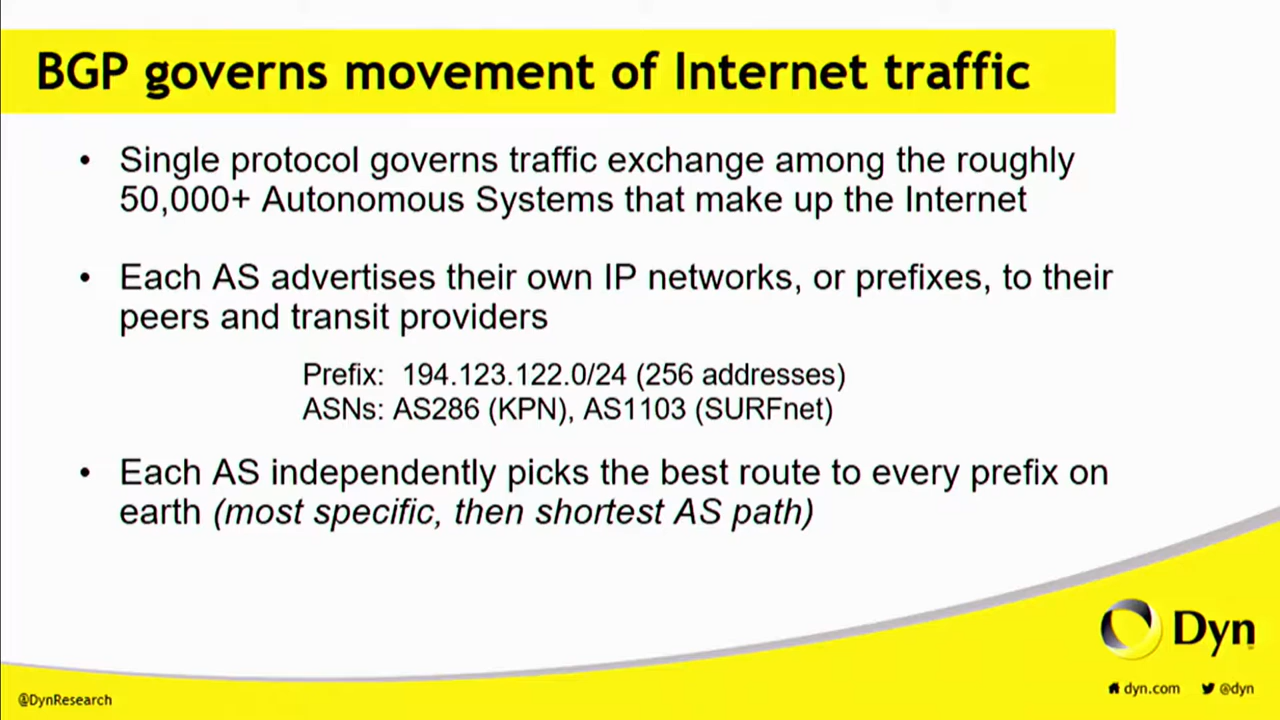 BGP governs movement of Internet traffic
• Single protocol governs traffic exchange among the roughly
50,000+ Autonomous Systems that make up the Internet
• Each AS advertises their own IP networks, or prefixes, to their
peers and transit providers
Prefix: 194.123.122.0/24 (256 addresses)
ASNs: AS286 (KPN), AS1103 (SURFnet)
• Each AS independently picks the best route to every prefix on
earth (most specific, then shortest AS path)
Dyn
@DynResearch
dyn.com @dyn